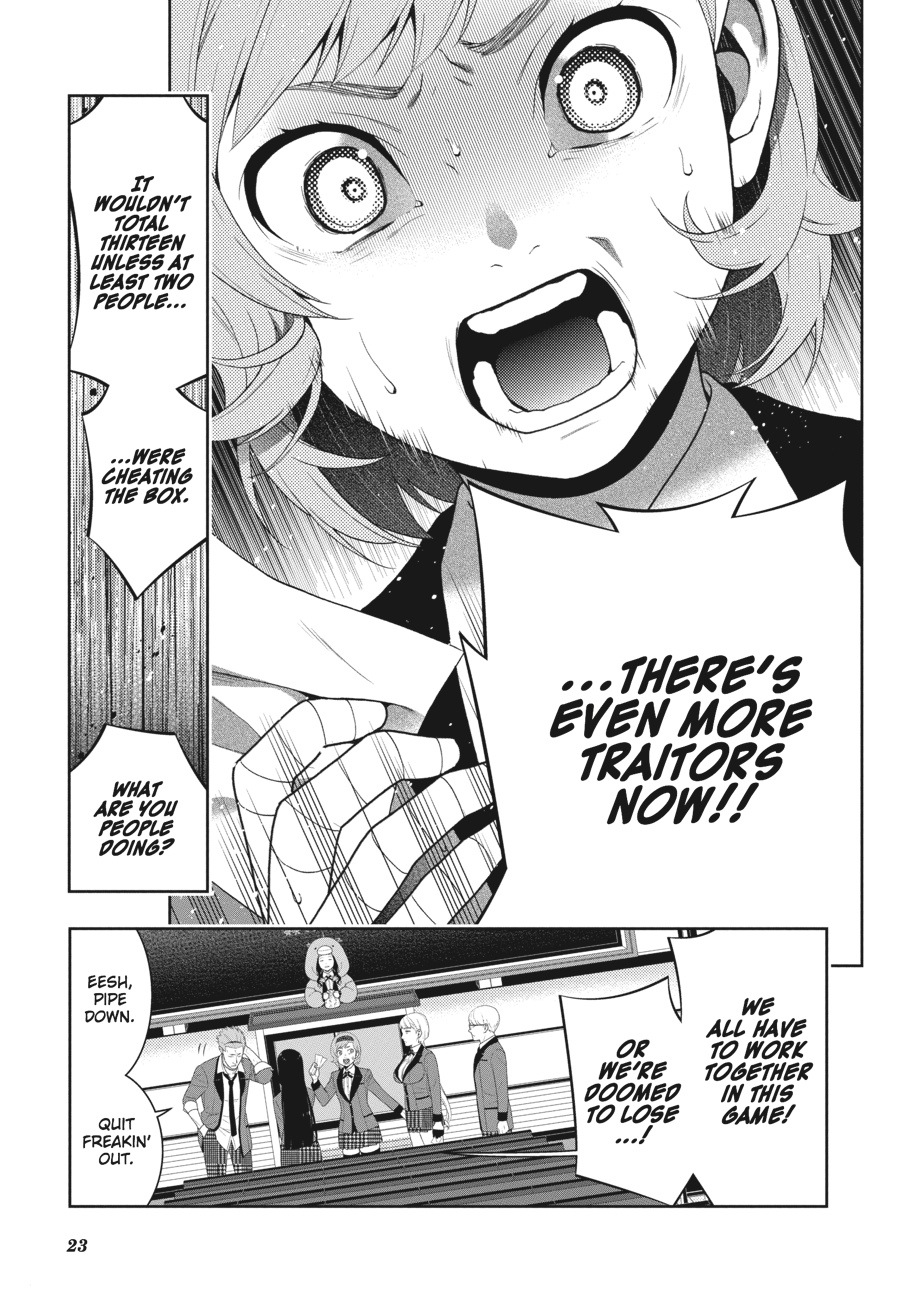 ...THERE'S
EVEN MORE
TRAITORS
NOW!!
IT
WOULDN'T
TOTAL
THIRTEEN
UNLESS AT
LEAST TWO
PEOPLE...
...WERE
CHEATING
THE BOX.
WHAT
ARE YOU
PEOPLE
DOING?
WE
ALL HAVE
TO WORK
TOGETHER
IN THIS
GAME!
OR
WE'RE
DOOMED
TO LOSE
...!
EESH,
PIPE
DOWN.
QUIT
FREAKIN'
OUT.
23